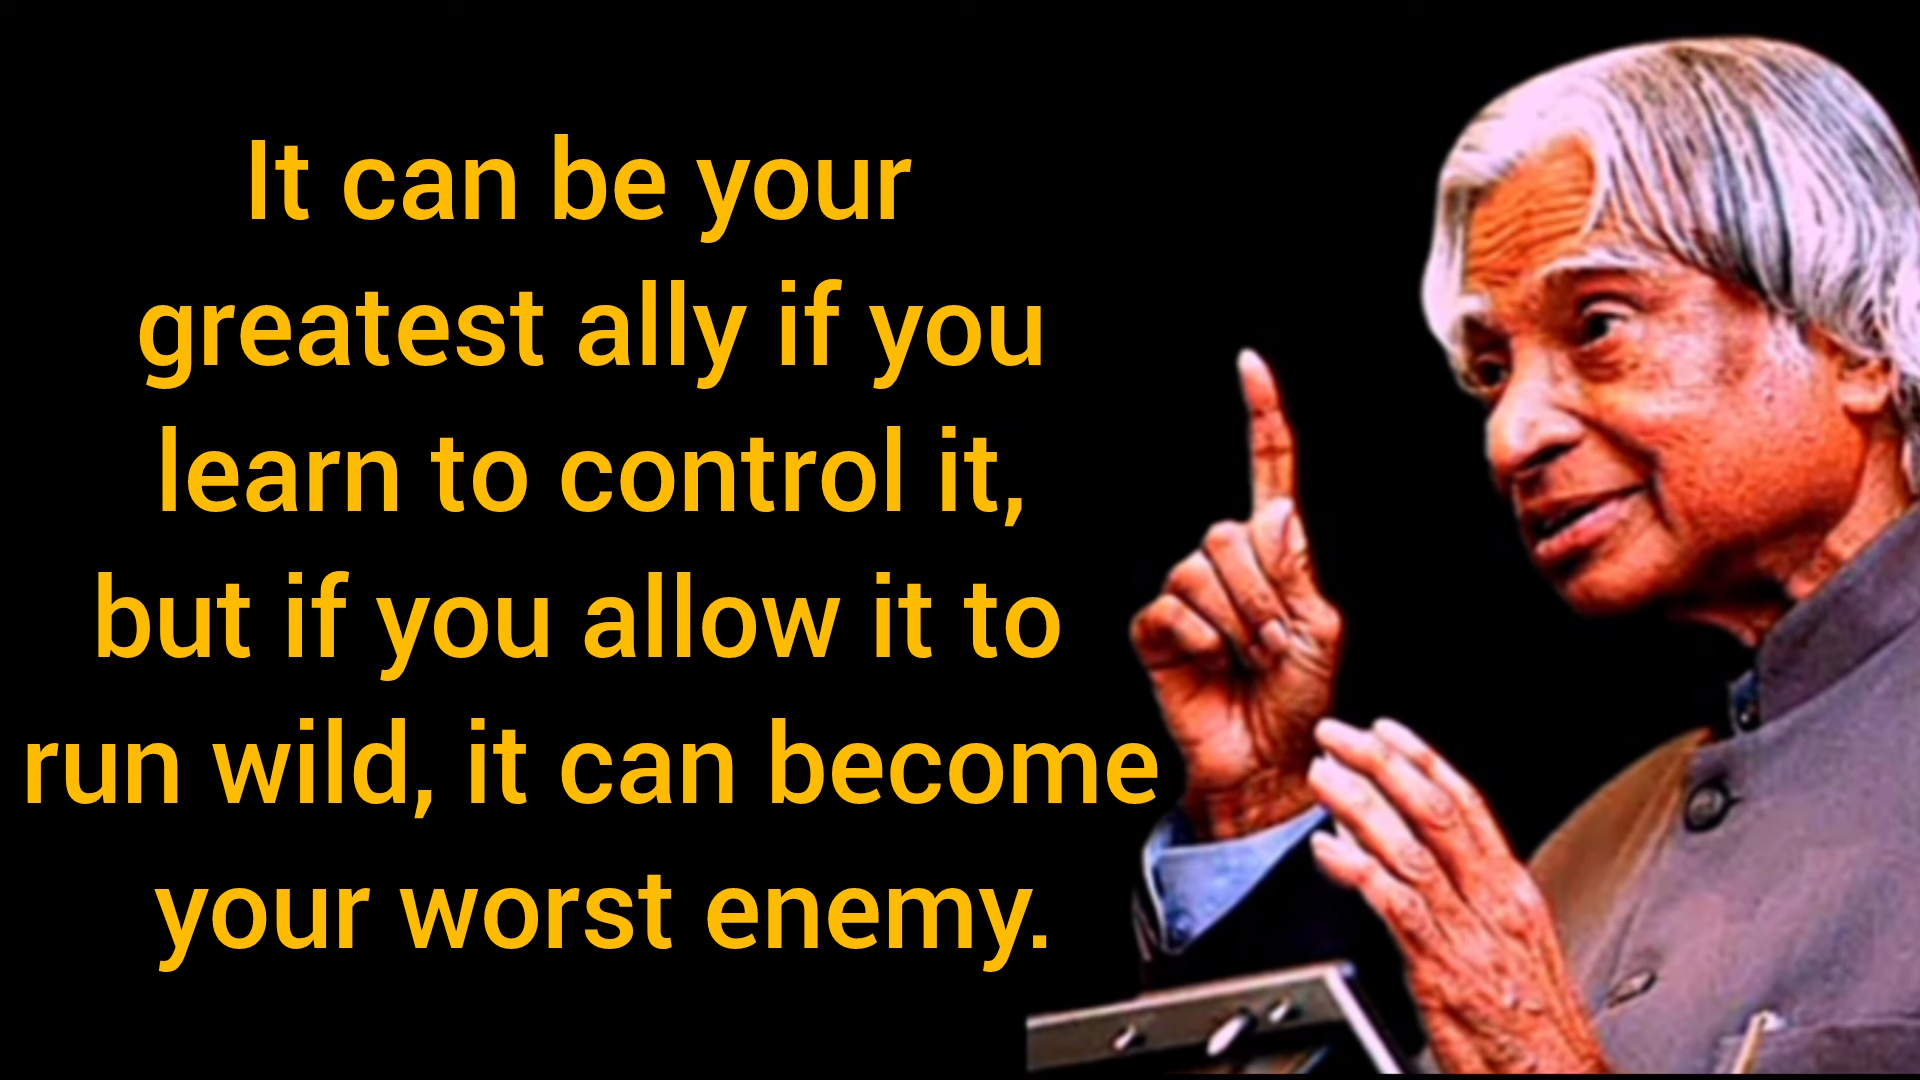 It can be your
greatest ally if you
learn to control it,
but if you allow it to
run wild, it can become
your worst enemy.